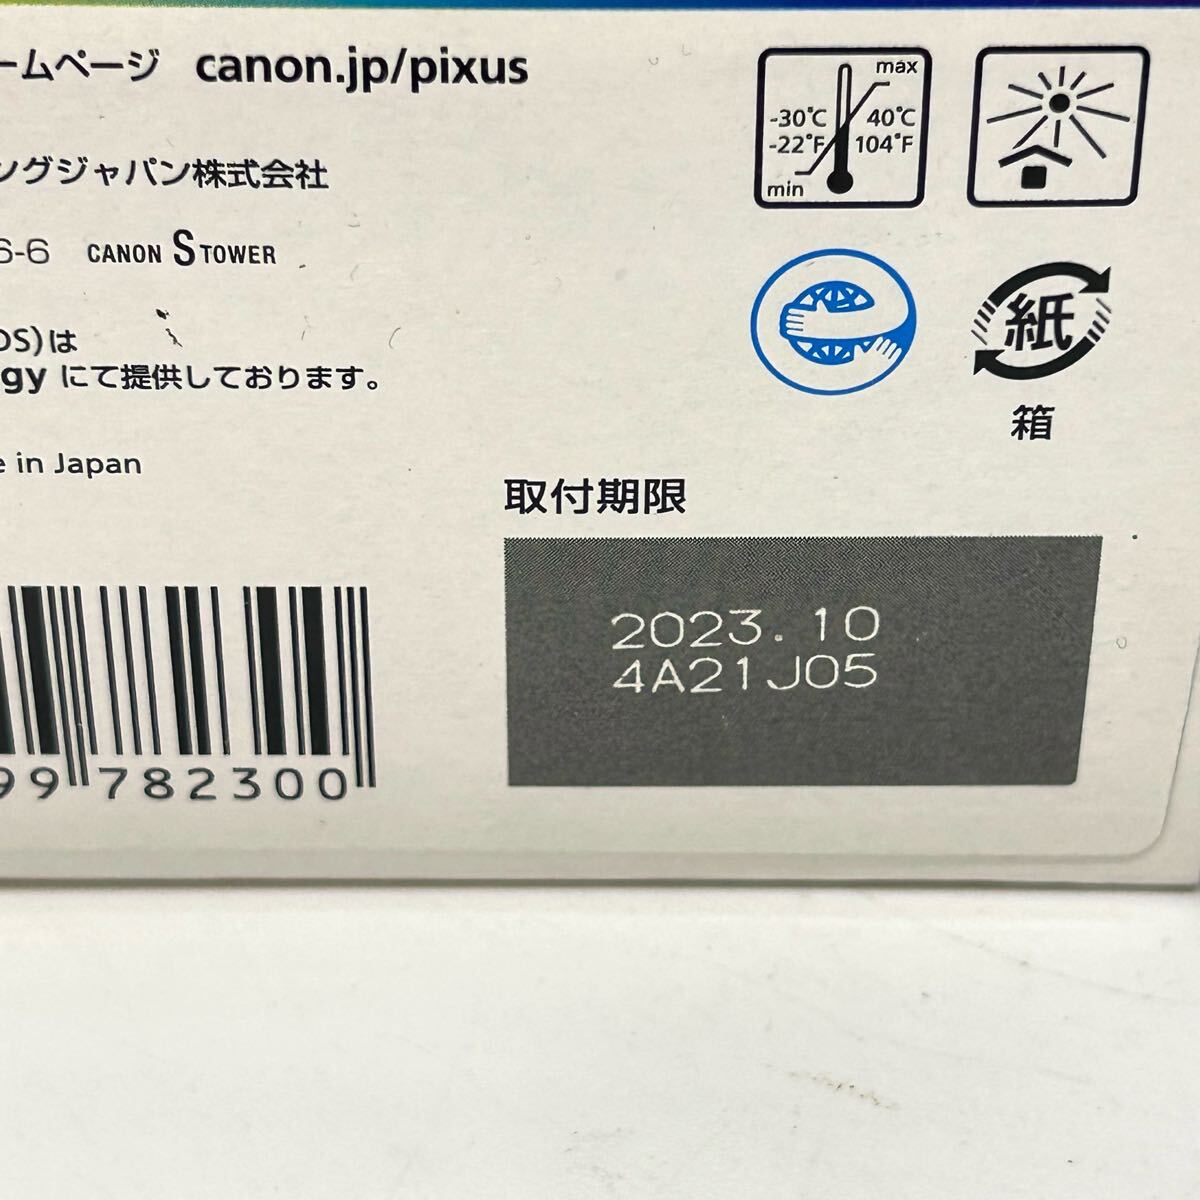 ームページ canon.jp/pixus
ングジャパン株式会社
6-6 CANON S TOWER
DS)は
gy にて提供しております。
e in Japan
99 782300
max
-30℃ 40℃
-22°F 104°F
min
紙
箱
取付期限
2023.10
4A21J05